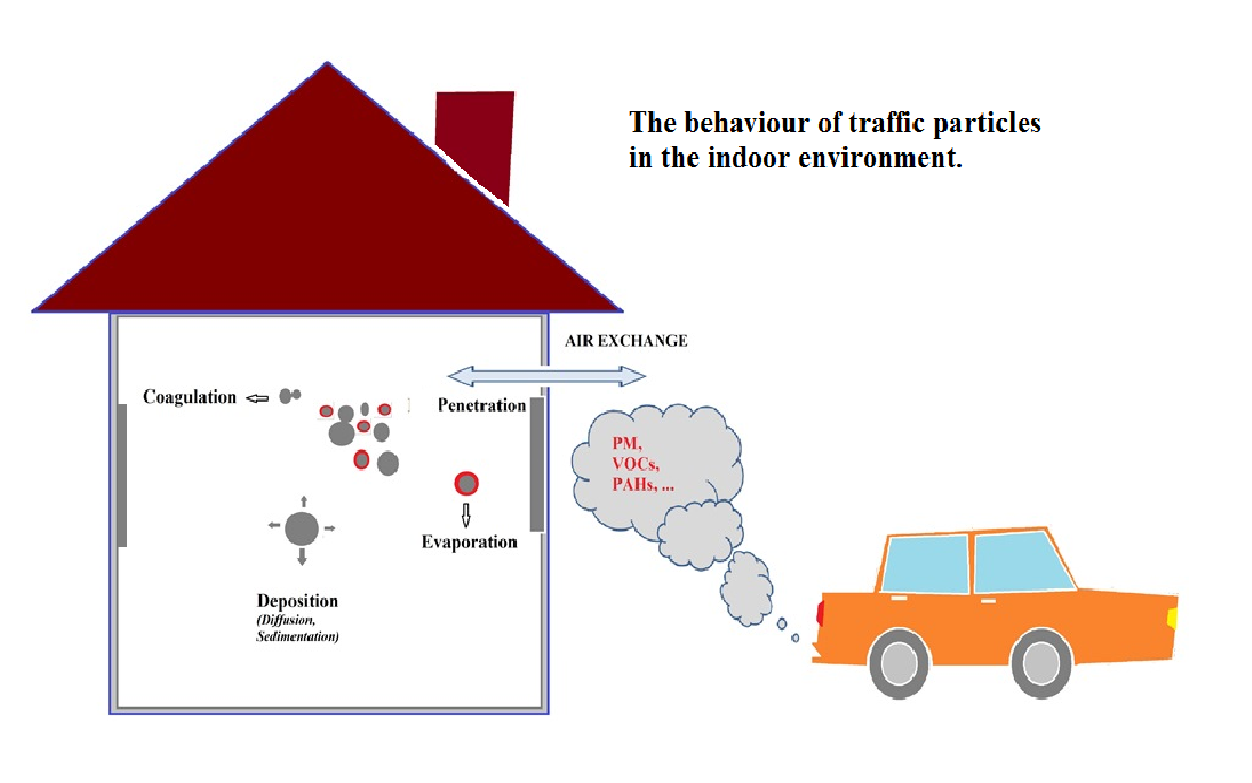 The behaviour of traffic particles
in the indoor environment.
AIR EXCHANGE
Coagulation
Penetration
PM,
VOCs,
PAHs, ...
Evaporation
Deposition
(Diffusion,
Sedimentation)